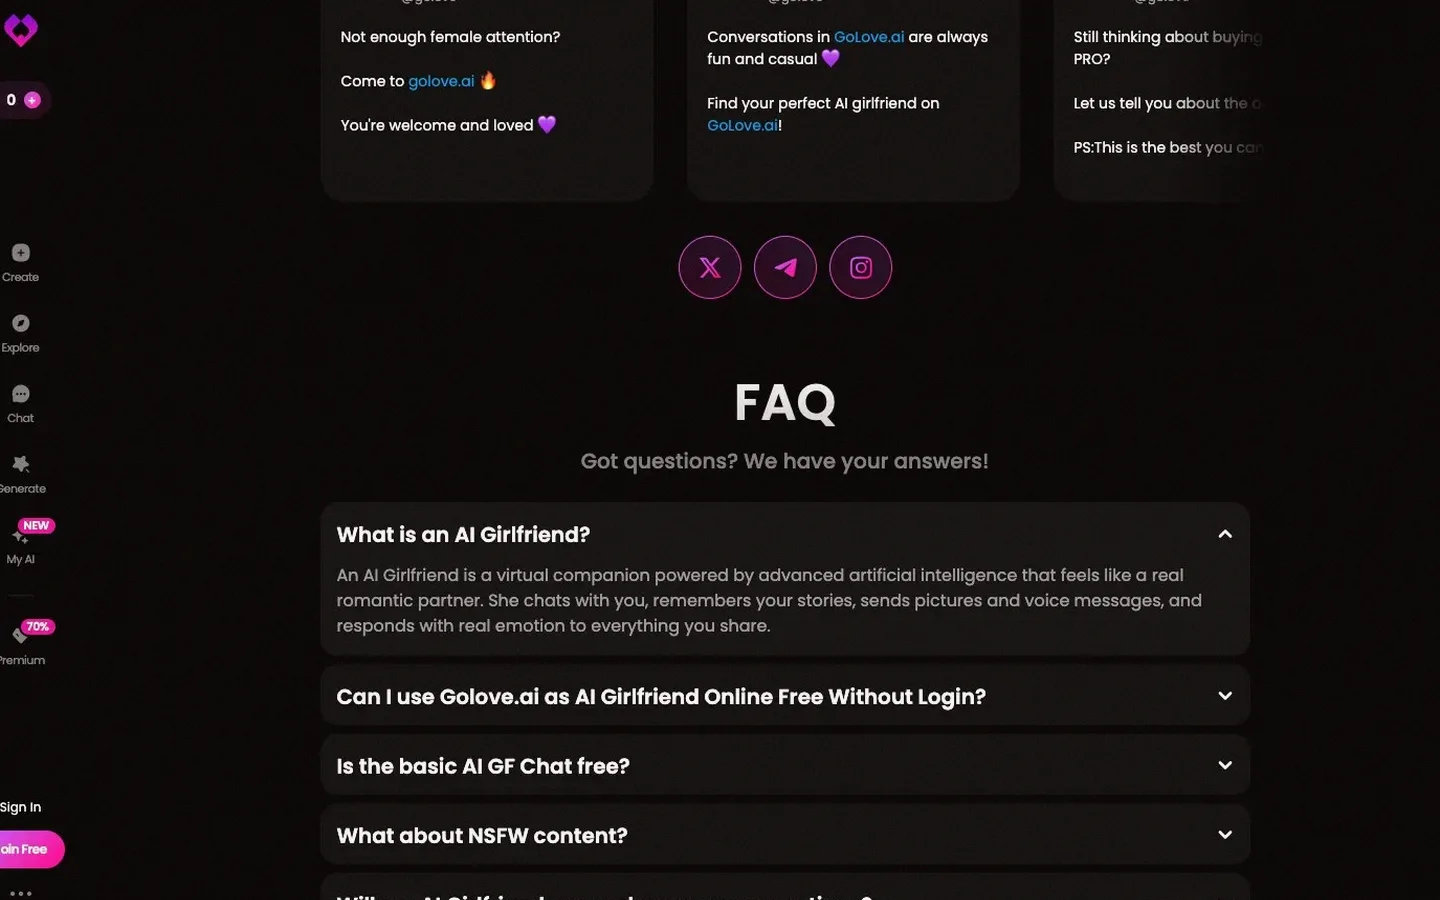 0
Create
Explore
Chat
Generate
NEW
My AI
70%
Premium
Sign In
oin Free
Not enough female attention?
Come to golove.ai 🔥
You're welcome and loved 💜
Conversations in GoLove.ai are always
fun and casual 💜
Find your perfect AI girlfriend on
GoLove.ai!
Still thinking about buying
PRO?
Let us tell you about the
PS:This is the best you can
FAQ
Got questions? We have your answers!
What is an AI Girlfriend?
An AI Girlfriend is a virtual companion powered by advanced artificial intelligence that feels like a real
romantic partner. She chats with you, remembers your stories, sends pictures and voice messages, and
responds with real emotion to everything you share.
Can I use Golove.ai as AI Girlfriend Online Free Without Login?
Is the basic AI GF Chat free?
What about NSFW content?